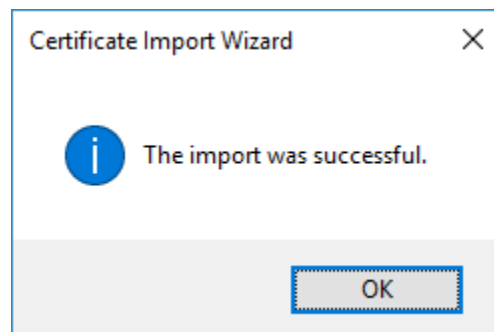 Certificate Import Wizard
The import was successful.
OK